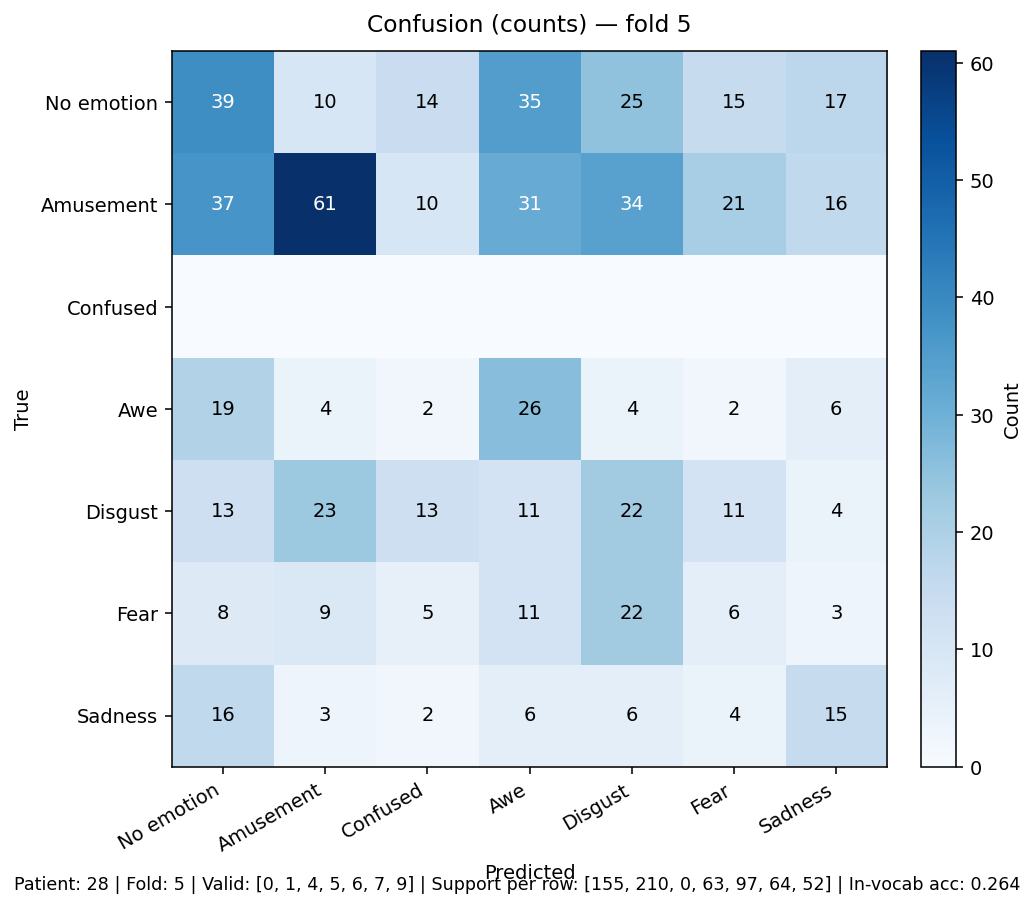 Confusion (counts) — fold 5
No emotion 39 10 14 35 25 15 17
Amusement 37 61 10 31 34 21 16
Confused
Awe 19 4 2 26 4 2 6
Disgust 13 23 13 11 22 11 4
Fear 8 9 5 11 22 6 3
Sadness 16 3 2 6 6 4 15
True
No emotion Amusement Confused Awe Disgust Fear Sadness
Predicted
60
50
40
30
20
10
0
Count
Patient: 28 | Fold: 5 | Valid: [0, 1, 4, 5, 6, 7, 9] | Support per row: [155, 210, 0, 63, 97, 64, 52] | In-vocab acc: 0.264